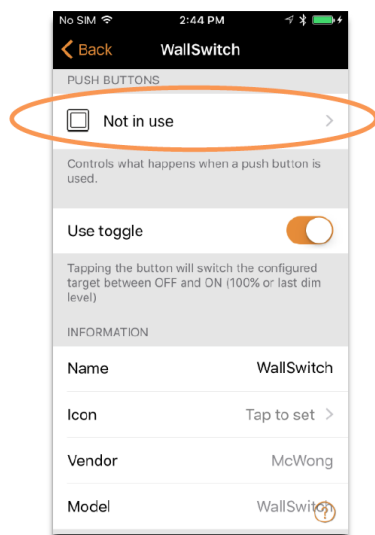 No SIM 2:44 PM
Back WallSwitch
PUSH BUTTONS
Not in use
Controls what happens when a push button is
used.
Use toggle
Tapping the button will switch the configured
target between OFF and ON (100% or last dim
level)
INFORMATION
Name WallSwitch
Icon Tap to set
Vendor McWong
Model WallSwitch
?